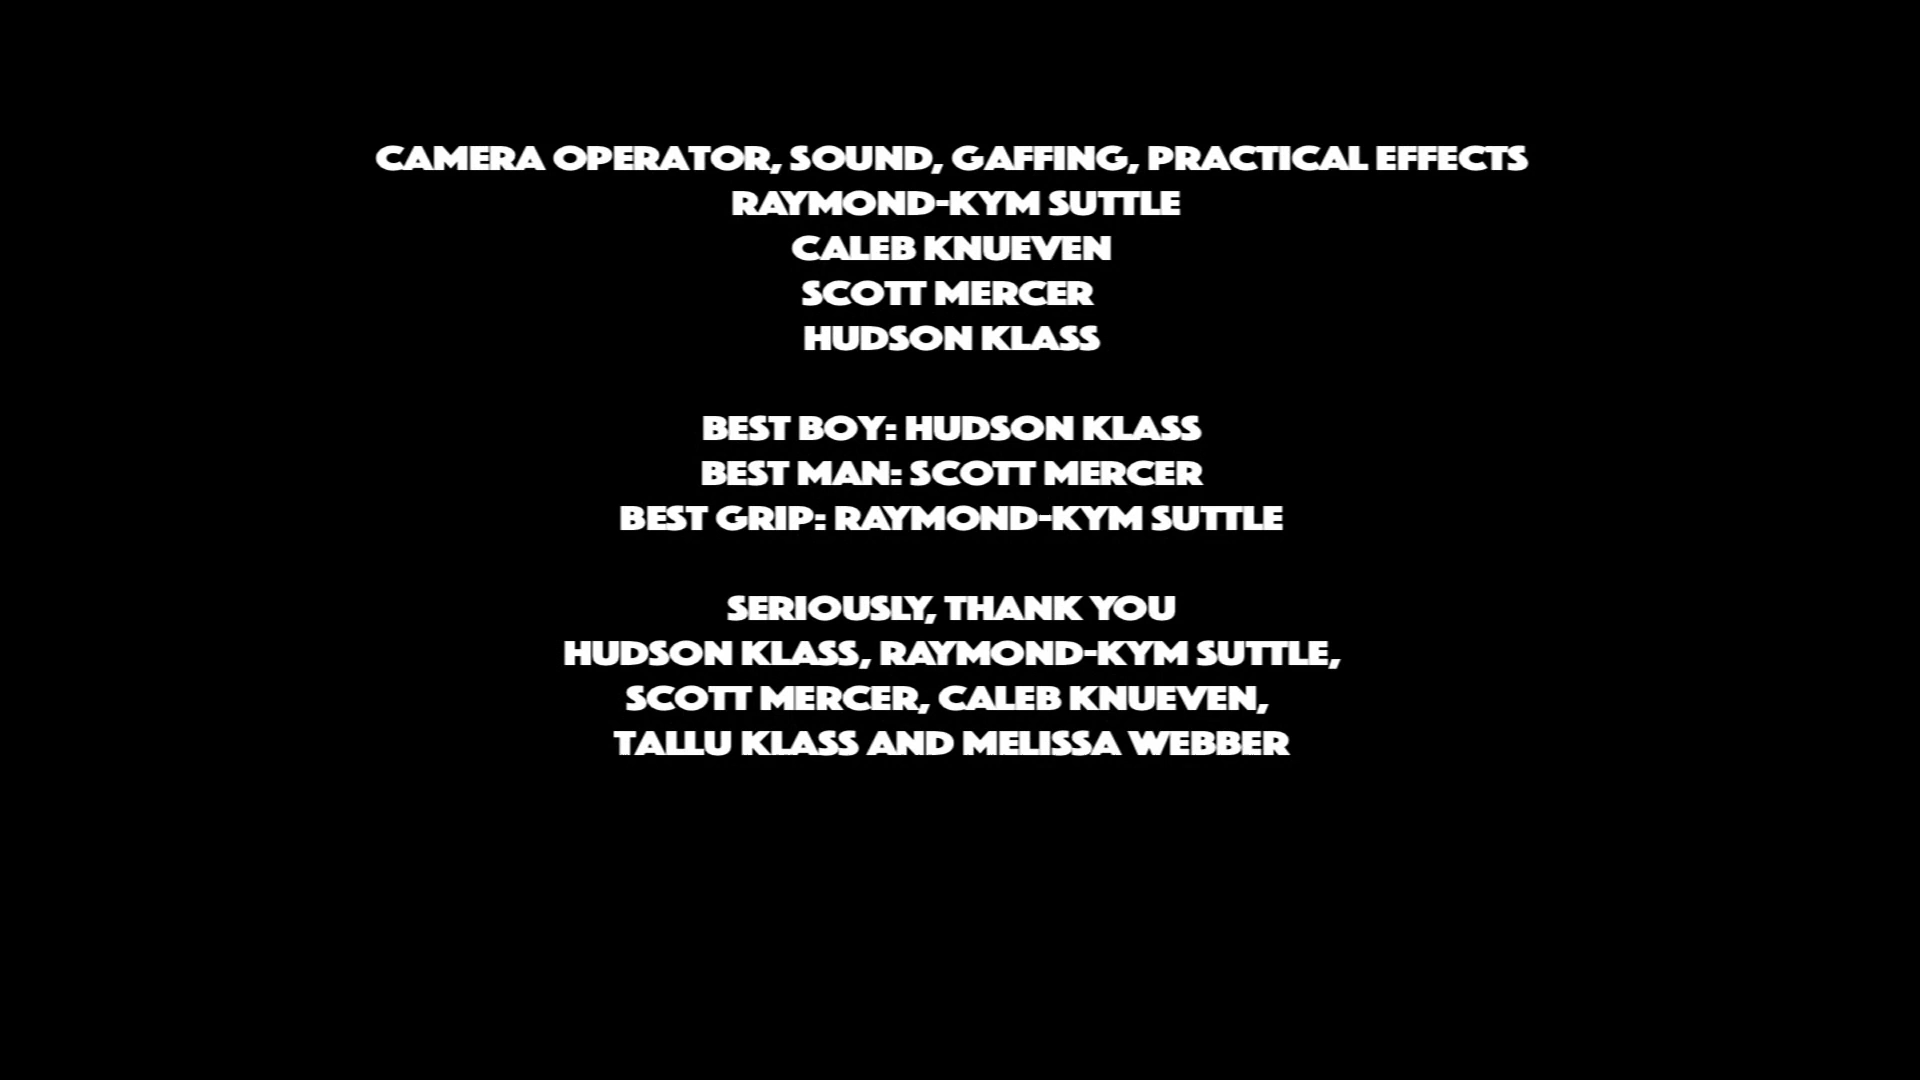 CAMERA OPERATOR, SOUND, GAFFING, PRACTICAL EFFECTS
RAYMOND-KYM SUTTLE
CALEB KNUEVEN
SCOTT MERCER
HUDSON KLASS
BEST BOY: HUDSON KLASS
BEST MAN: SCOTT MERCER
BEST GRIP: RAYMOND-KYM SUTTLE
SERIOUSLY, THANK YOU
HUDSON KLASS, RAYMOND-KYM SUTTLE,
SCOTT MERCER, CALEB KNUEVEN,
TALLU KLASS AND MELISSA WEBBER